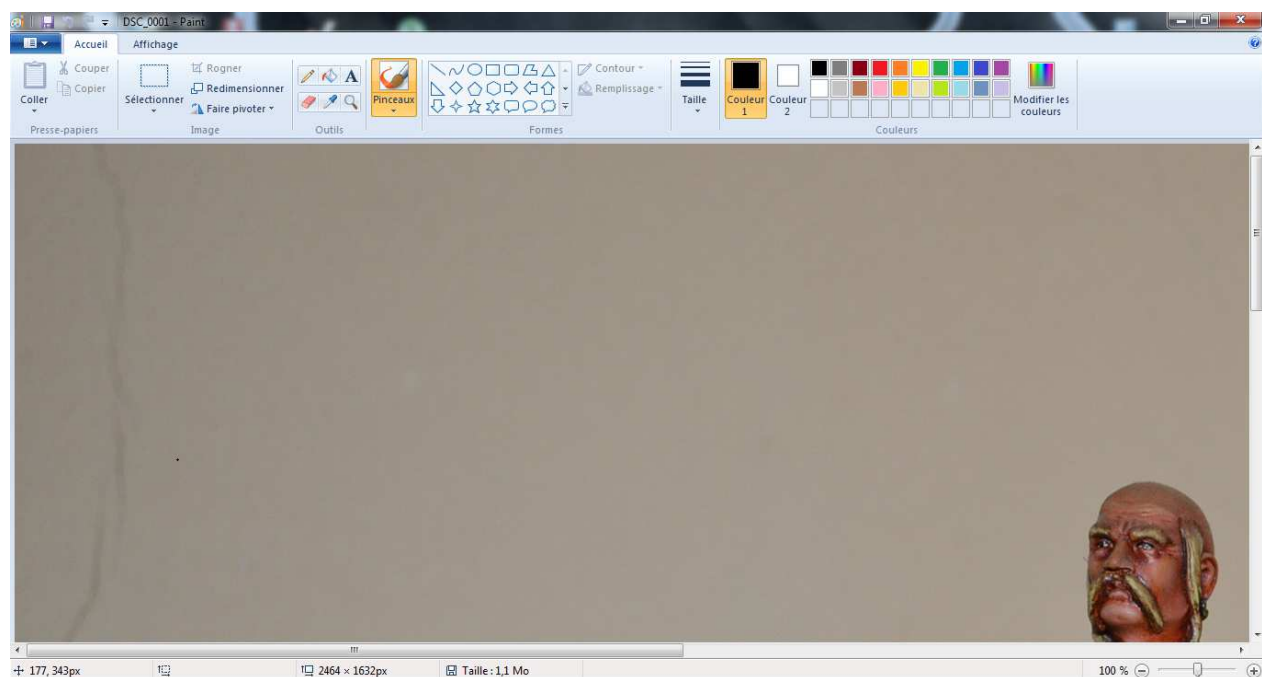 DSC_0001 - Paint
Accueil Affichage
Coller
Couper
Copier
Presse-papiers
Sélectionner
Rogner
Redimensionner
Faire pivoter
Image
A
Outils
Pinceaux
Contour
Remplissage
Formes
Taille
Couleur 1
Couleur 2
Modifier les couleurs
Couleurs
177, 343px
2464 × 1632px
Taille : 1,1 Mo
100 %